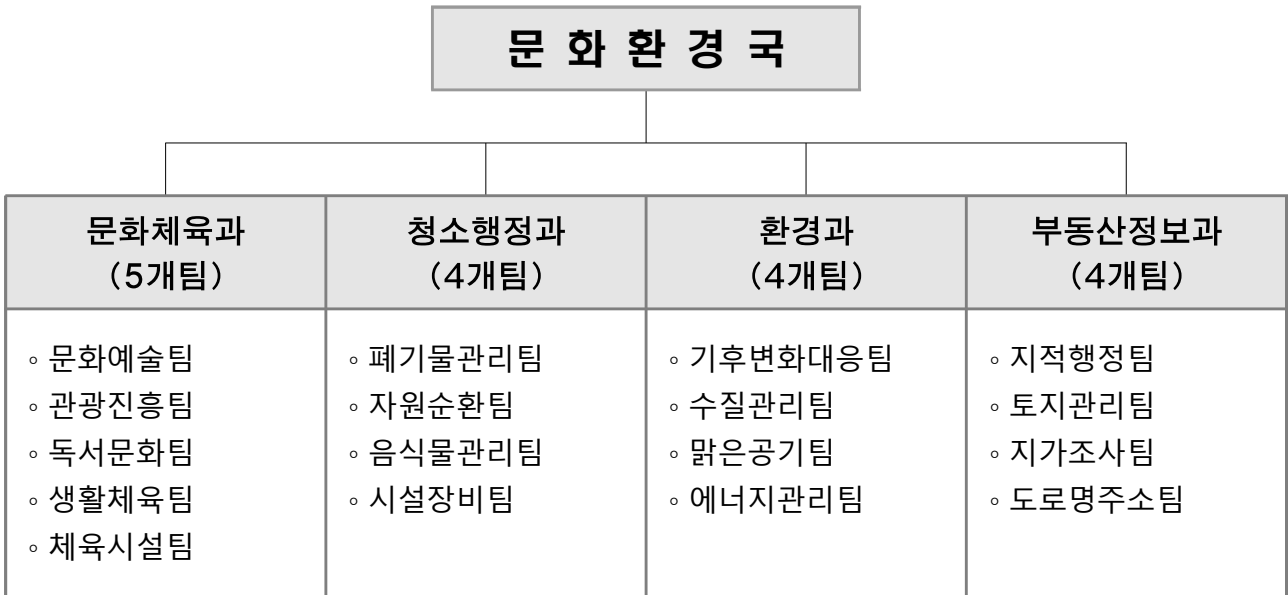 문 화 환 경 국
문화체육과
(5개팀)
청소행정과
(4개팀)
환경과
(4개팀)
부동산정보과
(4개팀)
◦ 문화예술팀
◦ 관광진흥팀
◦ 독서문화팀
◦ 생활체육팀
◦ 체육시설팀
◦ 폐기물관리팀
◦ 자원순환팀
◦ 음식물관리팀
◦ 시설장비팀
◦ 기후변화대응팀
◦ 수질관리팀
◦ 맑은공기팀
◦ 에너지관리팀
◦ 지적행정팀
◦ 토지관리팀
◦ 지가조사팀
◦ 도로명주소팀